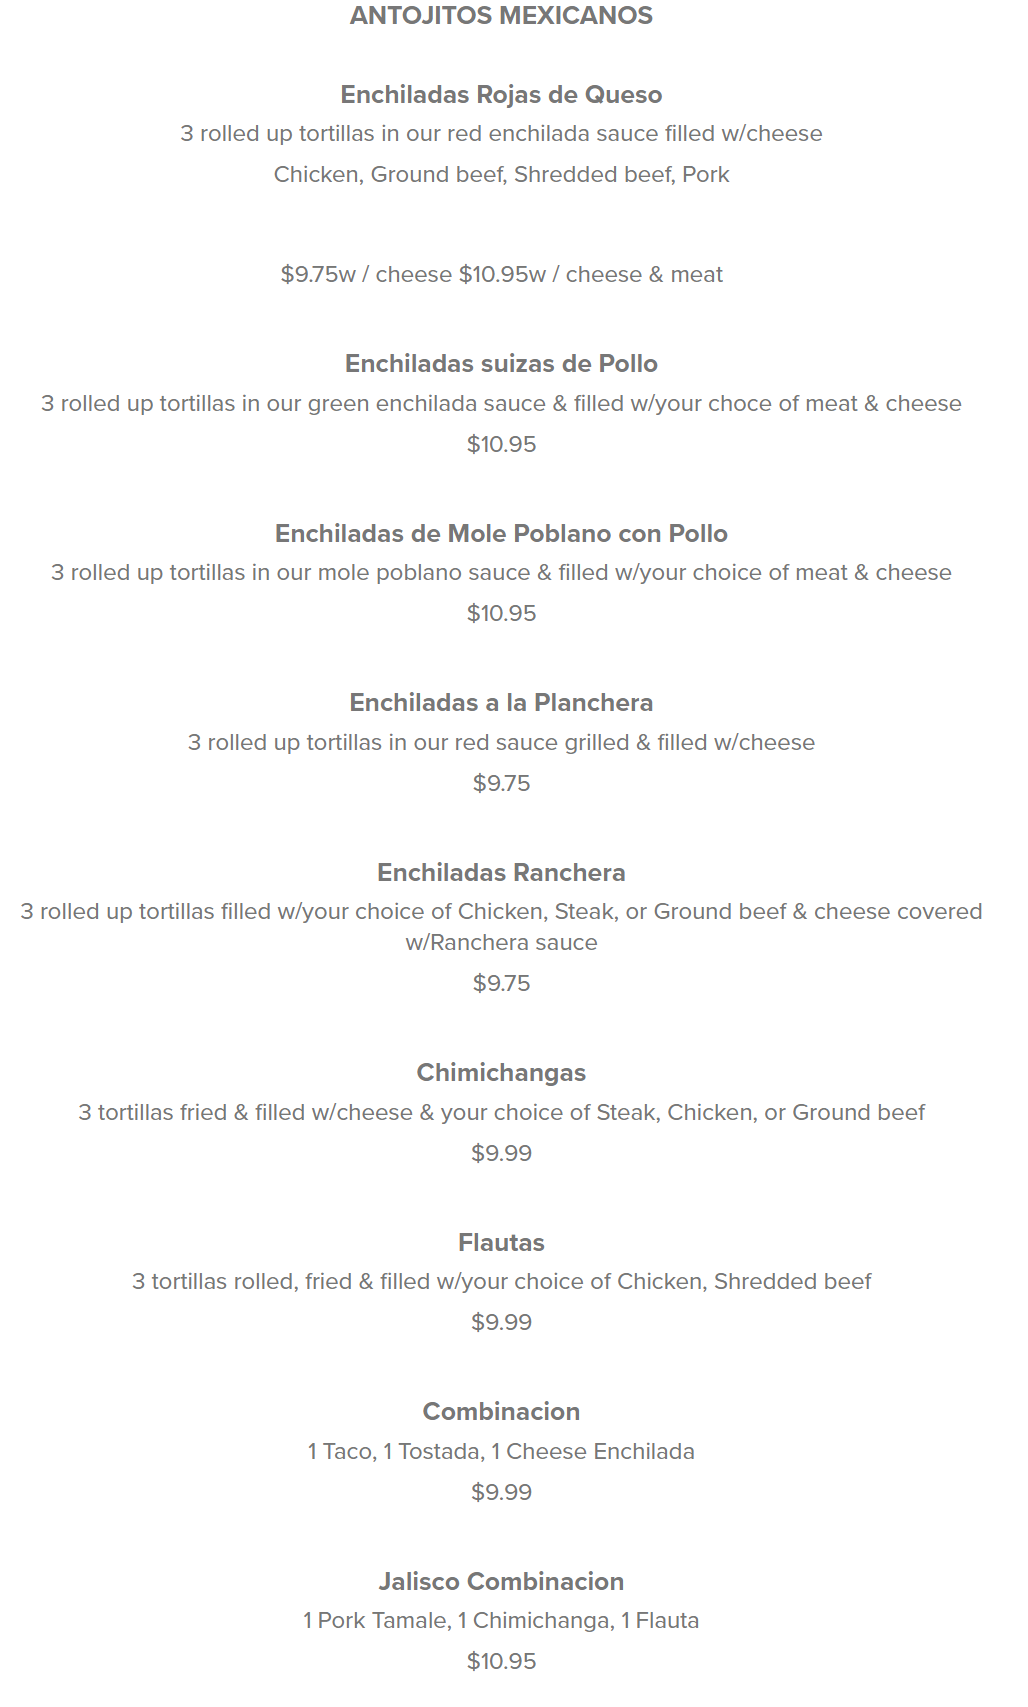 ANTOJITOS MEXICANOS
Enchiladas Rojas de Queso
3 rolled up tortillas in our red enchilada sauce filled w/cheese
Chicken, Ground beef, Shredded beef, Pork
$9.75w / cheese $10.95w / cheese & meat
Enchiladas suizas de Pollo
3 rolled up tortillas in our green enchilada sauce & filled w/your choce of meat & cheese
$10.95
Enchiladas de Mole Poblano con Pollo
3 rolled up tortillas in our mole poblano sauce & filled w/your choice of meat & cheese
$10.95
Enchiladas a la Planchera
3 rolled up tortillas in our red sauce grilled & filled w/cheese
$9.75
Enchiladas Ranchera
3 rolled up tortillas filled w/your choice of Chicken, Steak, or Ground beef & cheese covered
w/Ranchera sauce
$9.75
Chimichangas
3 tortillas fried & filled w/cheese & your choice of Steak, Chicken, or Ground beef
$9.99
Flautas
3 tortillas rolled, fried & filled w/your choice of Chicken, Shredded beef
$9.99
Combinacion
1 Taco, 1 Tostada, 1 Cheese Enchilada
$9.99
Jalisco Combinacion
1 Pork Tamale, 1 Chimichanga, 1 Flauta
$10.95